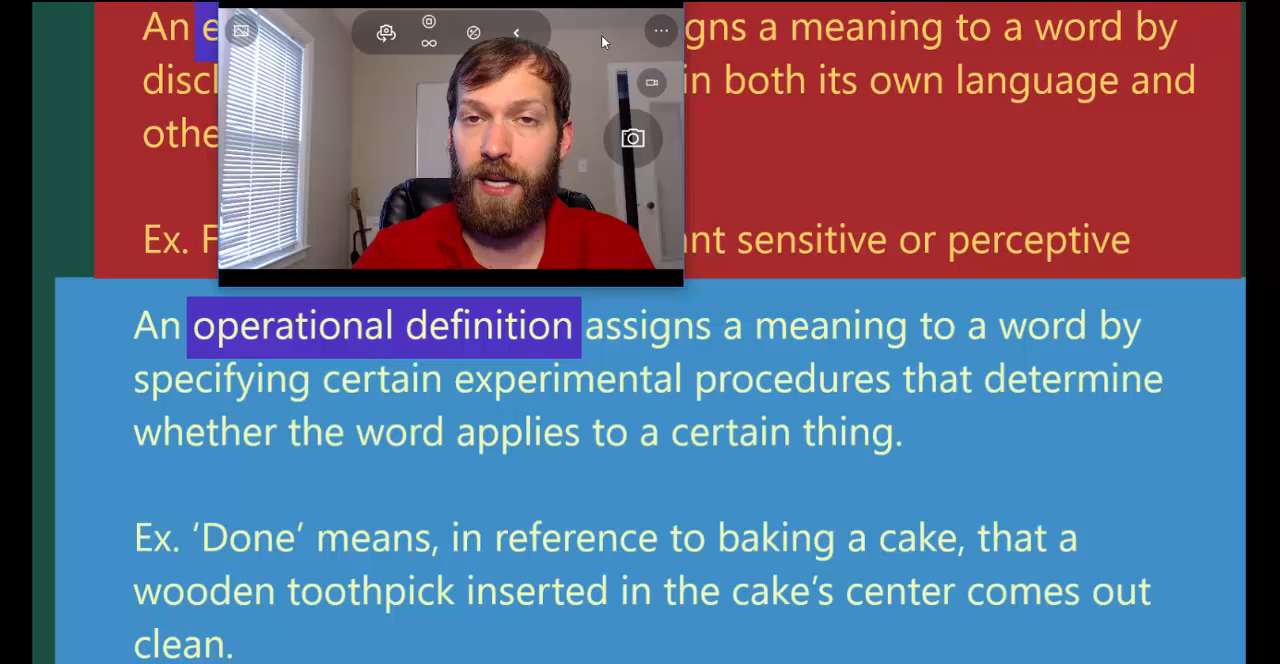 An e
gns a meaning to a word by
discl
in both its own language and
othe
Ex. F
nt sensitive or perceptive
An operational definition assigns a meaning to a word by
specifying certain experimental procedures that determine
whether the word applies to a certain thing.
Ex. ‘Done’ means, in reference to baking a cake, that a
wooden toothpick inserted in the cake’s center comes out
clean.